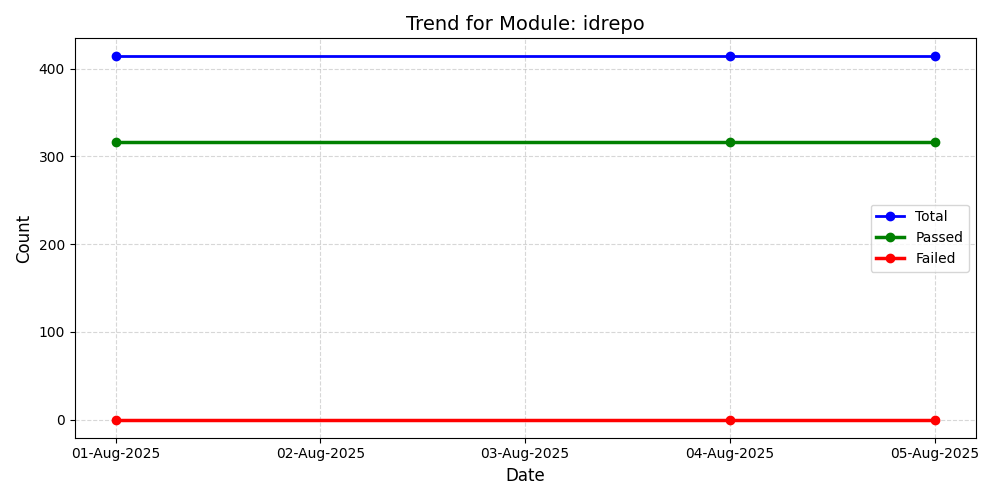 Trend for Module: idrepo
Count
400
300
200
100
0
Total
Passed
Failed
01-Aug-2025
02-Aug-2025
03-Aug-2025
04-Aug-2025
05-Aug-2025
Date